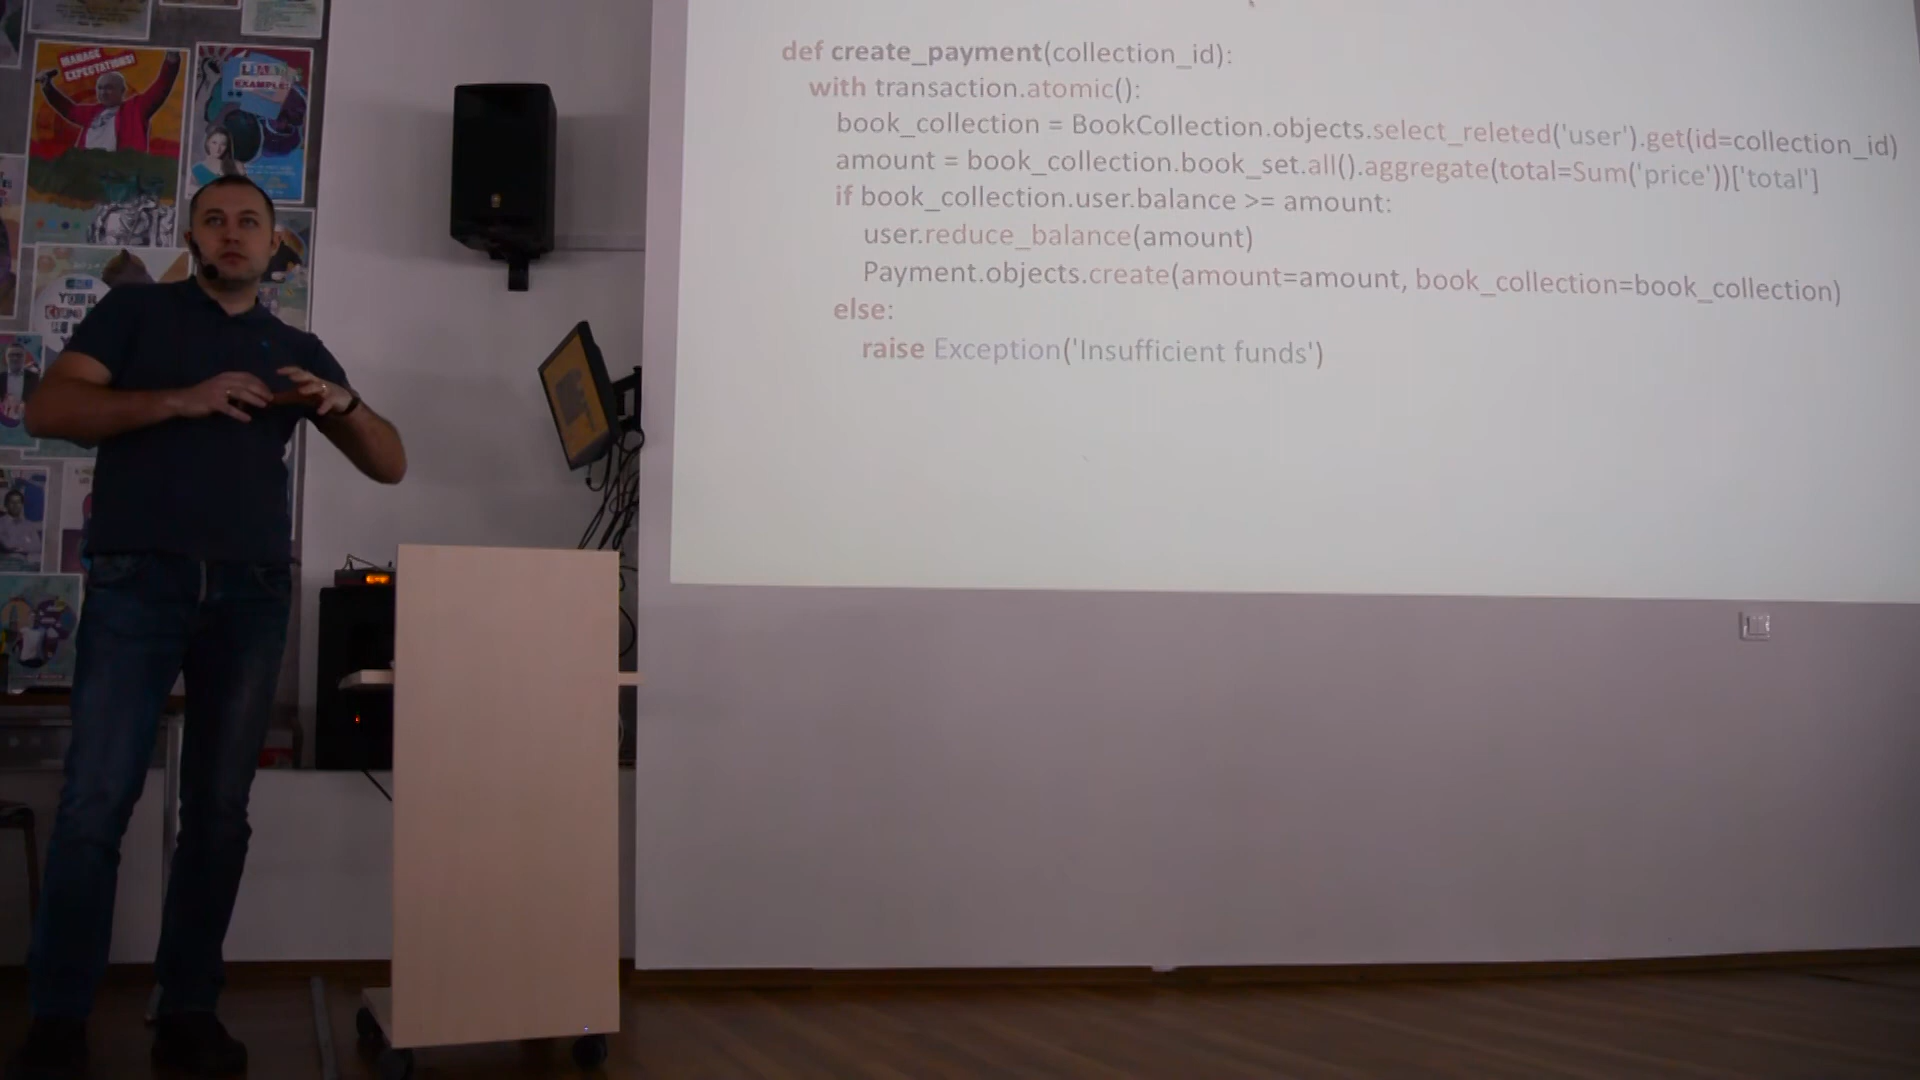 MANAGE
EXPECTATIONS!
EXAMPLE!
def create_payment(collection_id):
with transaction.atomic():
book_collection = BookCollection.objects.select_releted('user').get(id=collection_id)
amount = book_collection.book_set.all().aggregate(total=Sum('price'))['total']
if book_collection.user.balance >= amount:
user.reduce_balance(amount)
Payment.objects.create(amount=amount, book_collection=book_collection)
else:
raise Exception('Insufficient funds')